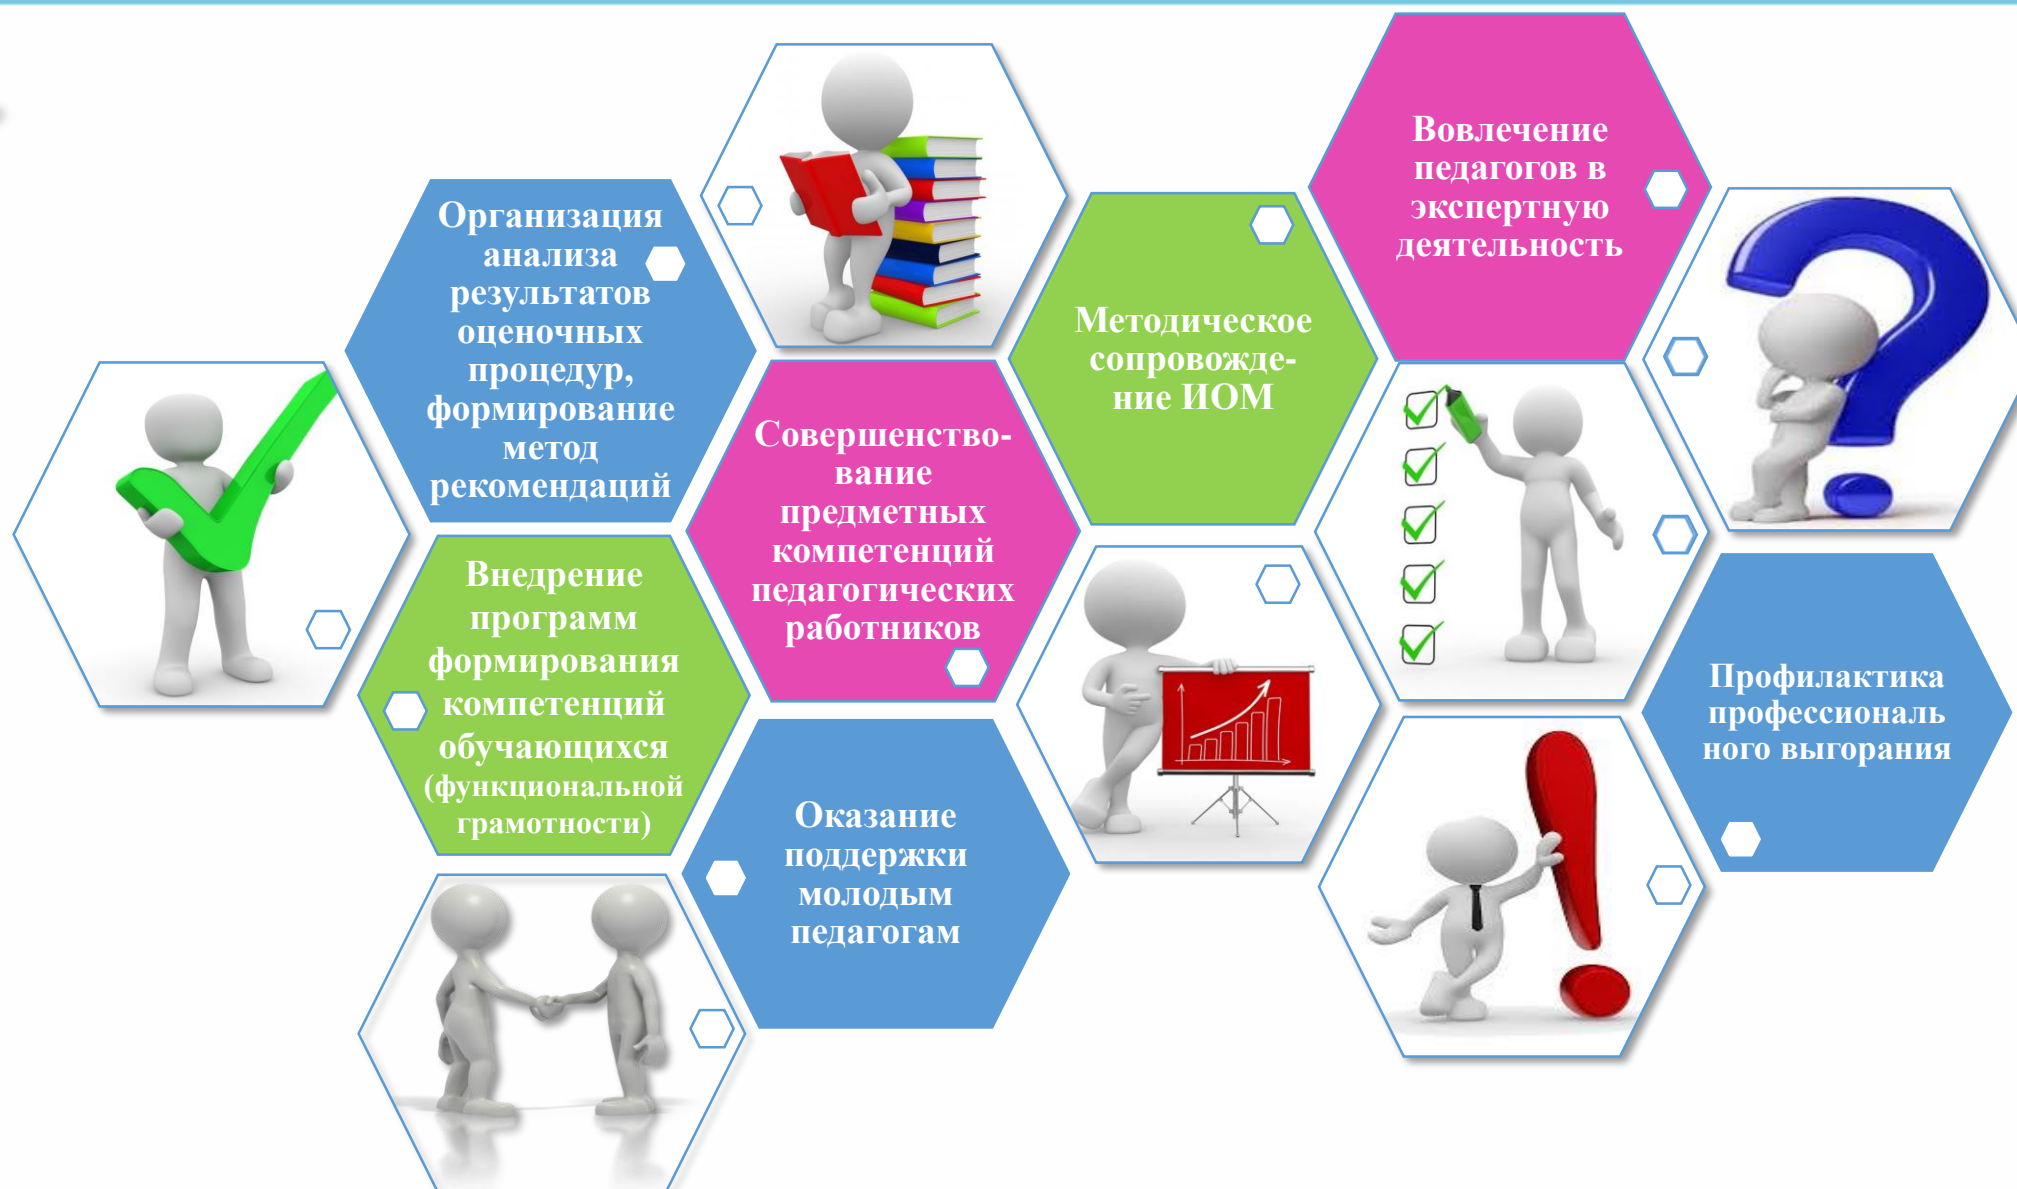 Организация
анализа
результатов
оценочных
процедур,
формирование
метод
рекомендаций
Внедрение
программ
формирования
компетенций
обучающихся
(функциональной
грамотности)
Совершенство-
вание
предметных
компетенций
педагогических
работников
Оказание
поддержки
молодым
педагогам
Методическое
сопровожде-
ние ИОМ
Вовлечение
педагогов в
экспертную
деятельность
Профилактика
профессиональ
ного выгорания